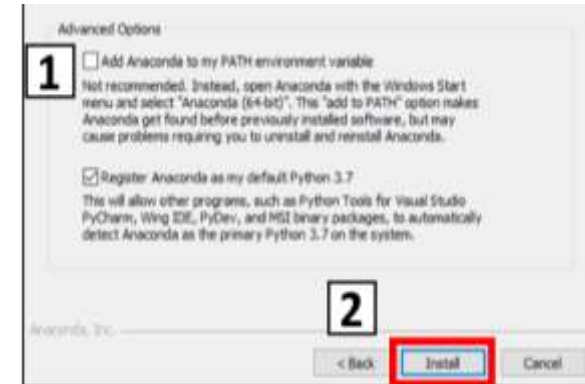 Advanced Options
1
Add Anaconda to my PATH environment variable
Not recommended. Instead, open Anaconda with the Windows Start
menu and select "Anaconda (64-bit)". This "add to PATH" option makes
Anaconda get found before previously installed software, but may
cause problems requiring you to uninstall and reinstall Anaconda.
Register Anaconda as my default Python 3.7
This will allow other programs, such as Python Tools for Visual Studio
PyCharm, Wing IDE, PyDev, and MSI binary packages, to automatically
detect Anaconda as the primary Python 3.7 on the system.
2
Anaconda, Inc.
< Back Install Cancel